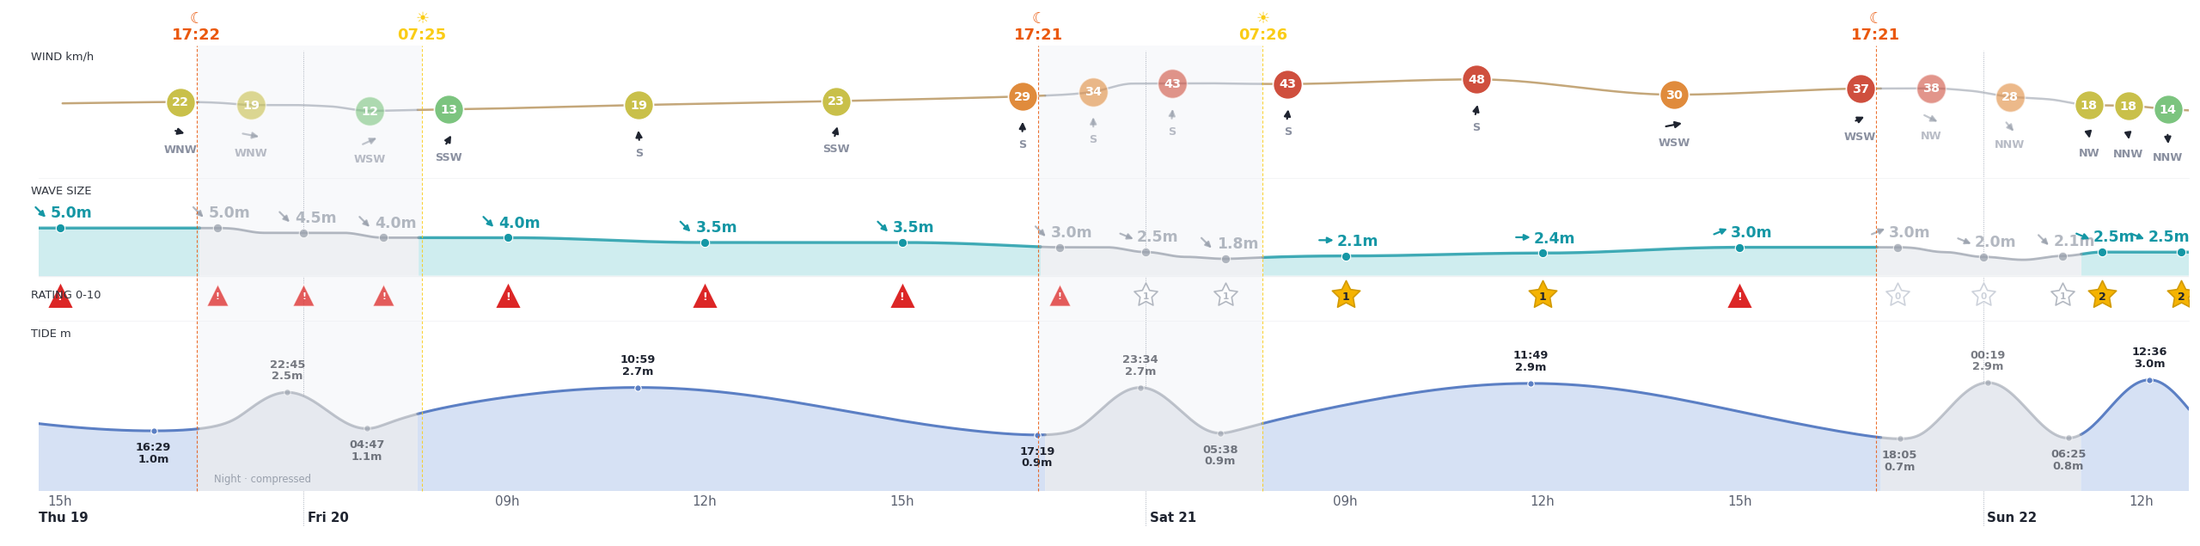 17:22 07:25 17:21 07:26 17:21
WIND km/h
22 19 12 13 19 23 29 34 43 43 48 30 37 38 28 18 18 14
WNW WNW WSW SSW S SSW S S S S S WSW WSW NW NNW NW NNW NNW
WAVE SIZE
5.0m 5.0m 4.5m 4.0m 4.0m 3.5m 3.5m 3.0m 2.5m 1.8m 2.1m 2.4m 3.0m 3.0m 2.0m 2.1m 2.5m 2.5m
RATING 0-10
! ! ! ! ! ! ! ! 1 1 1 1 ! 0 0 1 2 2
TIDE m
22:45 10:59 23:34 11:49 00:19 12:36
2.5m 2.7m 2.7m 2.9m 2.9m 3.0m
16:29 04:47 17:19 05:38 18:05 06:25
1.0m 1.1m 0.9m 0.9m 0.7m 0.8m
Night · compressed
15h 09h 12h 15h 09h 12h 15h 12h
Thu 19 Fri 20 Sat 21 Sun 22